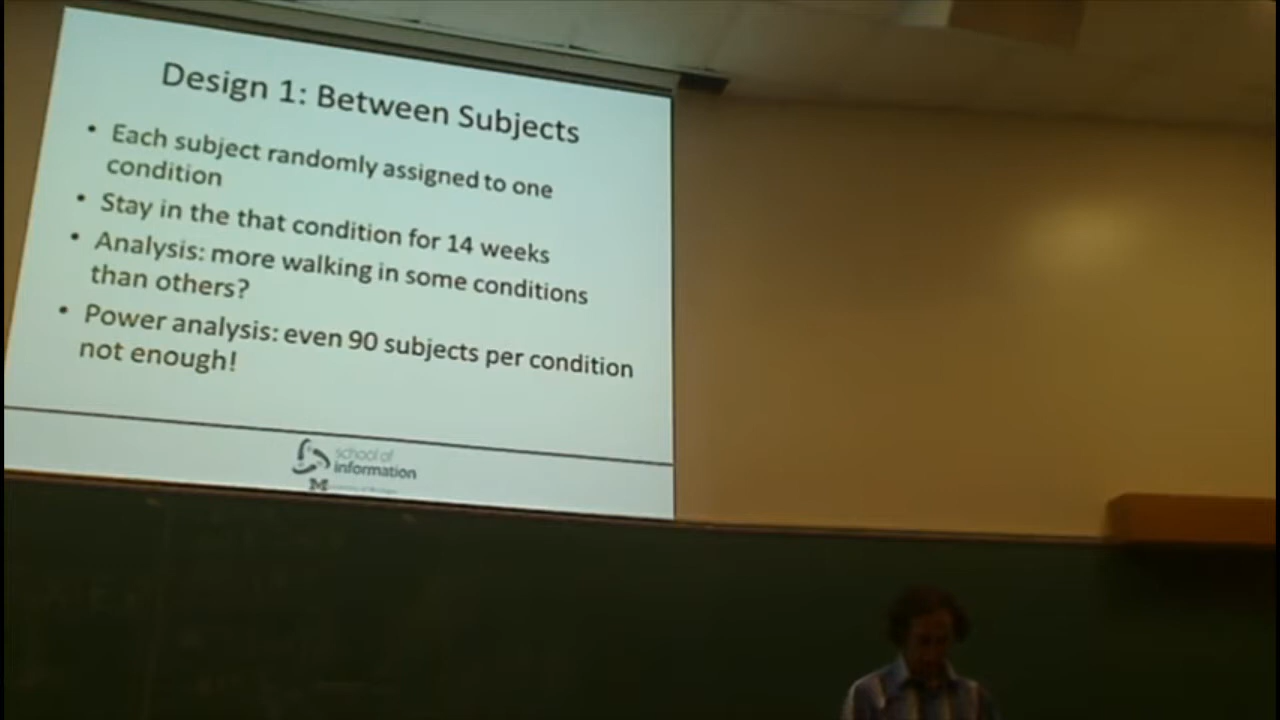 Design 1: Between Subjects
• Each subject randomly assigned to one
condition
• Stay in the that condition for 14 weeks
• Analysis: more walking in some conditions
than others?
• Power analysis: even 90 subjects per condition
not enough!
school of
information
M